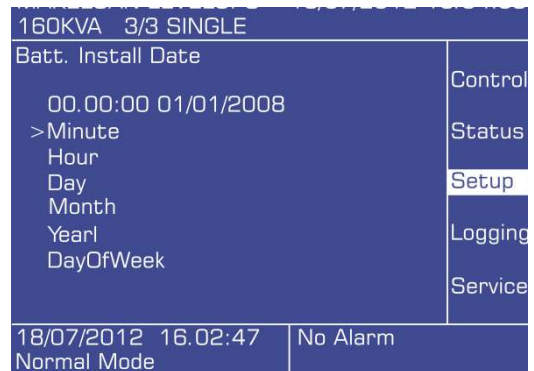 160KVA 3/3 SINGLE
Batt. Install Date
00.00:00 01/01/2008
>Minute
Hour
Day
Month
Yearl
DayOfWeek
Control
Status
Setup
Logging
Service
18/07/2012 16.02:47
Normal Mode
No Alarm